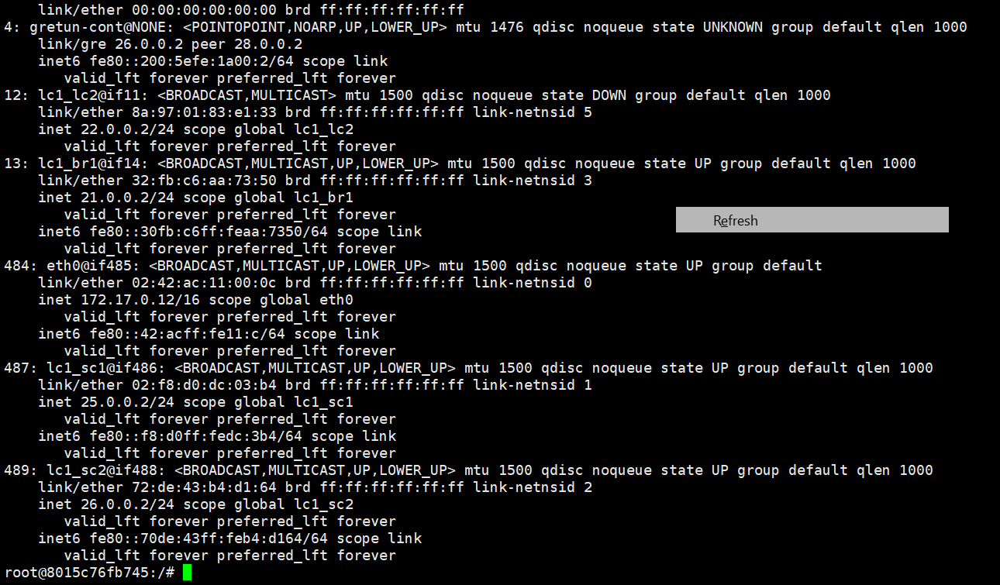 link/ether 00:00:00:00:00:00 brd ff:ff:ff:ff:ff:ff
4: gretun-cont@NONE: <POINTOPOINT,NOARP,UP,LOWER_UP> mtu 1476 qdisc noqueue state UNKNOWN group default qlen 1000
    link/gre 26.0.0.2 peer 28.0.0.2
    inet6 fe80::200:5efe:1a00:2/64 scope link
       valid_lft forever preferred_lft forever
12: lc1_lc2@if11: <BROADCAST,MULTICAST> mtu 1500 qdisc noqueue state DOWN group default qlen 1000
    link/ether 8a:97:01:83:e1:33 brd ff:ff:ff:ff:ff:ff link-netnsid 5
    inet 22.0.0.2/24 scope global lc1_lc2
       valid_lft forever preferred_lft forever
13: lc1_br1@if14: <BROADCAST,MULTICAST,UP,LOWER_UP> mtu 1500 qdisc noqueue state UP group default qlen 1000
    link/ether 32:fb:c6:aa:73:50 brd ff:ff:ff:ff:ff:ff link-netnsid 3
    inet 21.0.0.2/24 scope global lc1_br1
       valid_lft forever preferred_lft forever
Refresh
    inet6 fe80::30fb:c6ff:feaa:7350/64 scope link
       valid_lft forever preferred_lft forever
484: eth0@if485: <BROADCAST,MULTICAST,UP,LOWER_UP> mtu 1500 qdisc noqueue state UP group default
    link/ether 02:42:ac:11:00:0c brd ff:ff:ff:ff:ff:ff link-netnsid 0
    inet 172.17.0.12/16 scope global eth0
       valid_lft forever preferred_lft forever
    inet6 fe80::42:acff:fe11:c/64 scope link
       valid_lft forever preferred_lft forever
487: lc1_sc1@if486: <BROADCAST,MULTICAST,UP,LOWER_UP> mtu 1500 qdisc noqueue state UP group default qlen 1000
    link/ether 02:f8:d0:dc:03:b4 brd ff:ff:ff:ff:ff:ff link-netnsid 1
    inet 25.0.0.2/24 scope global lc1_sc1
       valid_lft forever preferred_lft forever
    inet6 fe80::f8:d0ff:fedc:3b4/64 scope link
       valid_lft forever preferred_lft forever
489: lc1_sc2@if488: <BROADCAST,MULTICAST,UP,LOWER_UP> mtu 1500 qdisc noqueue state UP group default qlen 1000
    link/ether 72:de:43:b4:d1:64 brd ff:ff:ff:ff:ff:ff link-netnsid 2
    inet 26.0.0.2/24 scope global lc1_sc2
       valid_lft forever preferred_lft forever
    inet6 fe80::70de:43ff:feb4:d164/64 scope link
       valid_lft forever preferred_lft forever
root@8015c76fb745:/#